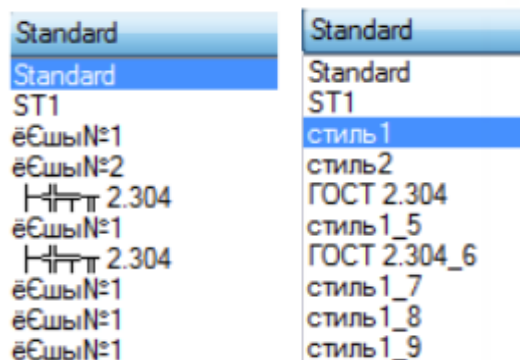 Standard
Standard
ST1
ёЄшы№1
ёЄшы№2
├╬╤╥ 2.304
ёЄшы№1
├╬╤╥ 2.304
ёЄшы№1
ёЄшы№1
ёЄшы№1
Standard
Standard
ST1
стиль1
стиль2
ГОСТ 2.304
стиль1_5
ГОСТ 2.304_6
стиль1_7
стиль1_8
стиль1_9